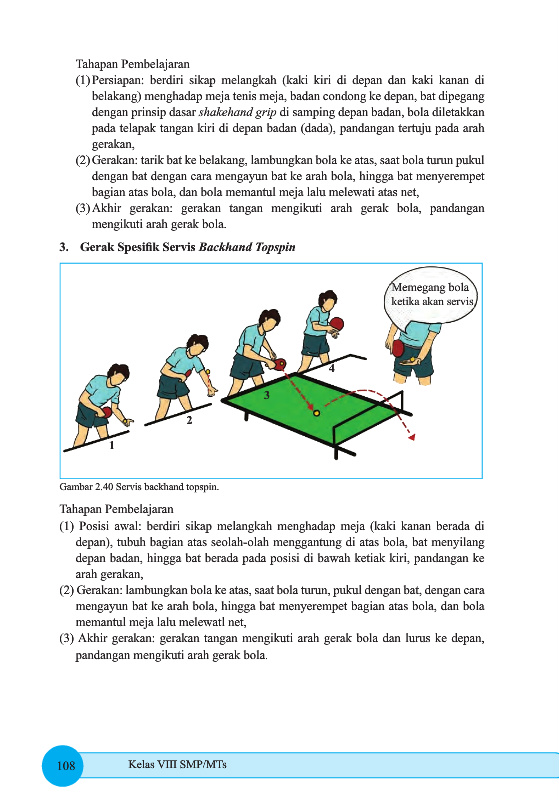 Tahapan Pembelajaran
(1) Persiapan: berdiri sikap melangkah (kaki kiri di depan dan kaki kanan di
belakang) menghadap meja tenis meja, badan condong ke depan, bat dipegang
dengan prinsip dasar shakehand grip di samping depan badan, bola diletakkan
pada telapak tangan kiri di depan badan (dada), pandangan tertuju pada arah
gerakan,
(2) Gerakan: tarik bat ke belakang, lambungkan bola ke atas, saat bola turun pukul
dengan bat dengan cara mengayun bat ke arah bola, hingga bat menyerempet
bagian atas bola, dan bola memantul meja lalu melewati atas net,
(3) Akhir gerakan: gerakan tangan mengikuti arah gerak bola, pandangan
mengikuti arah gerak bola.
3. Gerak Spesifik Servis Backhand Topspin
Memegang bola
ketika akan servis
1
2
3
4
Gambar 2.40 Servis backhand topspin.
Tahapan Pembelajaran
(1) Posisi awal: berdiri sikap melangkah menghadap meja (kaki kanan berada di
depan), tubuh bagian atas seolah-olah menggantung di atas bola, bat menyilang
depan badan, hingga bat berada pada posisi di bawah ketiak kiri, pandangan ke
arah gerakan,
(2) Gerakan: lambungkan bola ke atas, saat bola turun, pukul dengan bat, dengan cara
mengayun bat ke arah bola, hingga bat menyerempet bagian atas bola, dan bola
memantul meja lalu melewatl net,
(3) Akhir gerakan: gerakan tangan mengikuti arah gerak bola dan lurus ke depan,
pandangan mengikuti arah gerak bola.
108 Kelas VIII SMP/MTs